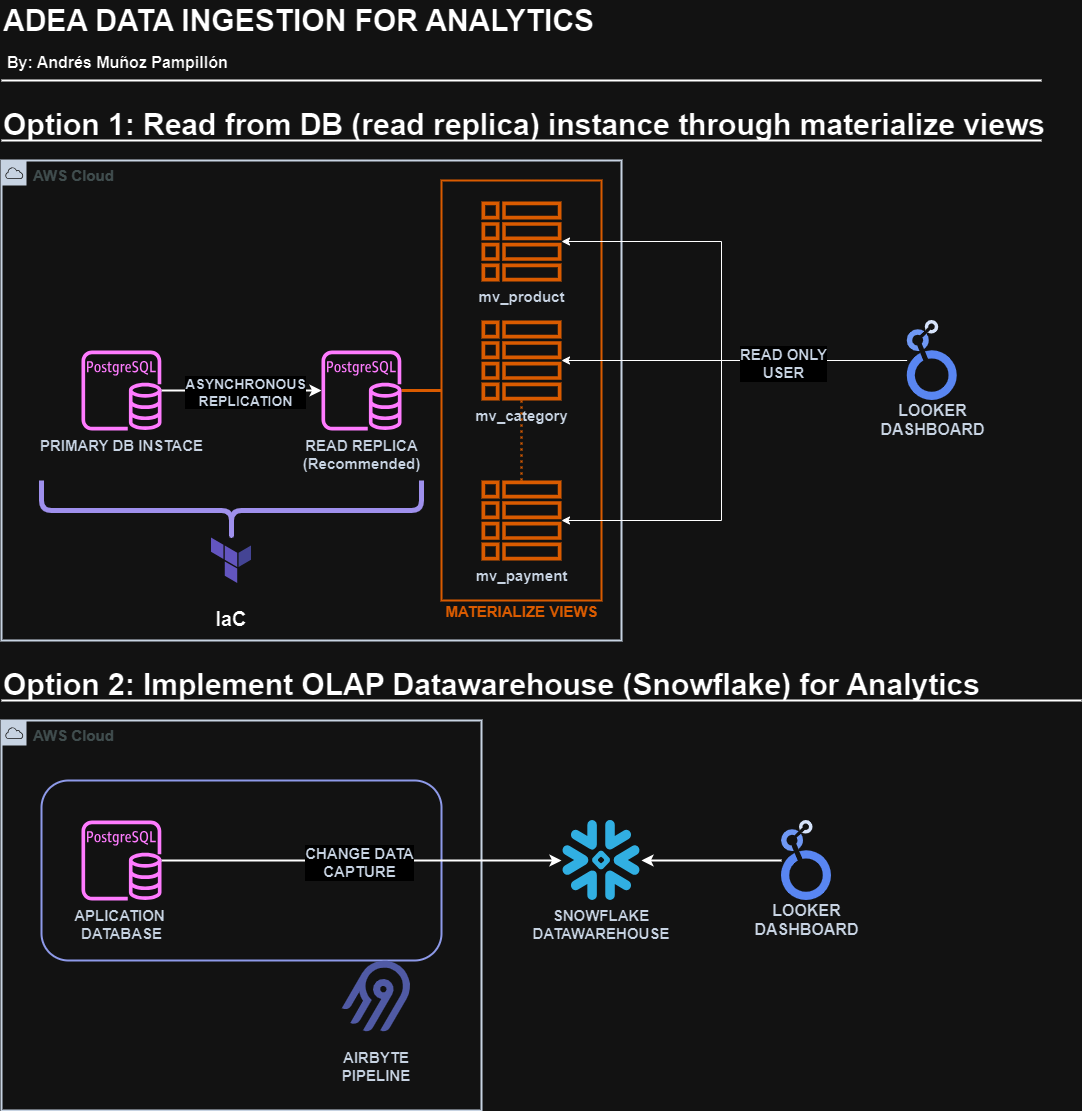 ADEA DATA INGESTION FOR ANALYTICS
By: Andrés Muñoz Pampillón
Option 1: Read from DB (read replica) instance through materialize views
AWS Cloud
mv_product
PostgreSQL
ASYNCHRONOUS
REPLICATION
PostgreSQL
PRIMARY DB INSTACE
READ REPLICA
(Recommended)
mv_category
READ ONLY
USER
LOOKER
DASHBOARD
mv_payment
MATERIALIZE VIEWS
IaC
Option 2: Implement OLAP Datawarehouse (Snowflake) for Analytics
AWS Cloud
PostgreSQL
CHANGE DATA
CAPTURE
APLICATION
DATABASE
SNOWFLAKE
DATAWAREHOUSE
LOOKER
DASHBOARD
AIRBYTE
PIPELINE